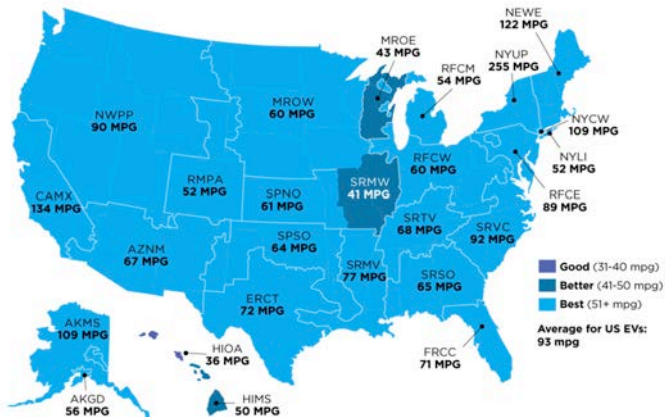 NEWE
122 MPG
MROE
43 MPG
NYUP
255 MPG
RFCM
54 MPG
NWPP
90 MPG
MROW
60 MPG
NYCW
109 MPG
NYLI
52 MPG
RFCW
60 MPG
RMPA
52 MPG
SPNO
61 MPG
SRMW
41 MPG
RFCE
89 MPG
CAMX
134 MPG
SRTV
68 MPG
SRVC
92 MPG
SPSO
64 MPG
AZNM
67 MPG
SRMV
77 MPG
SRSO
65 MPG
ERCT
72 MPG
Good (31-40 mpg)
Better (41-50 mpg)
Best (51+ mpg)
Average for US EVs:
93 mpg
AKMS
109 MPG
HIOA
36 MPG
FRCC
71 MPG
AKGD
56 MPG
HIMS
50 MPG